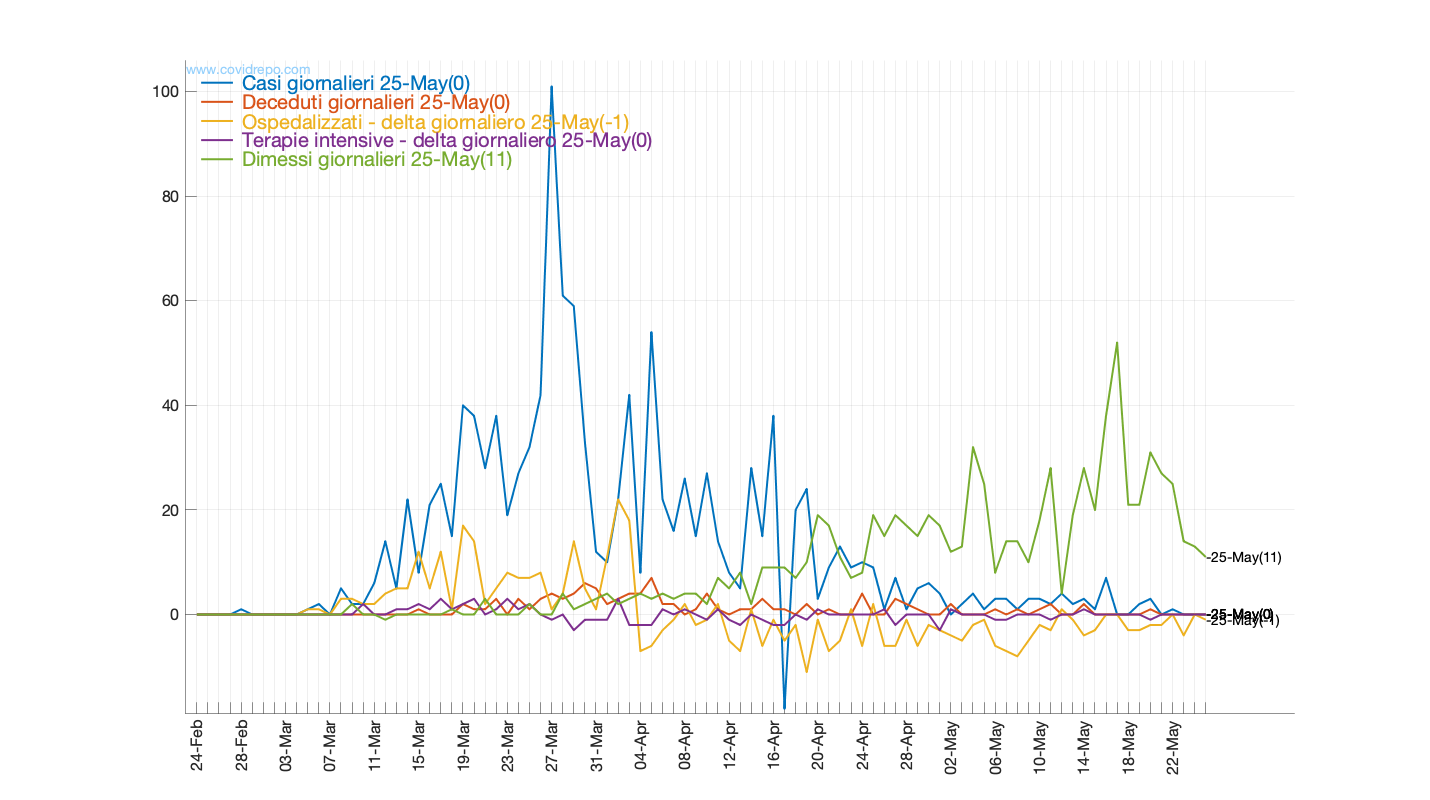 www.covidrepo.com
Casi giornalieri 25-May(0)
Deceduti giornalieri 25-May(0)
Ospedalizzati - delta giornaliero 25-May(-1)
Terapie intensive - delta giornaliero 25-May(0)
Dimessi giornalieri 25-May(11)
100
80
60
40
20
0
-25-May(11)
-25-May(0)
-25-May(-1)
24-Feb
28-Feb
03-Mar
07-Mar
11-Mar
15-Mar
19-Mar
23-Mar
27-Mar
31-Mar
04-Apr
08-Apr
12-Apr
16-Apr
20-Apr
24-Apr
28-Apr
02-May
06-May
10-May
14-May
18-May
22-May